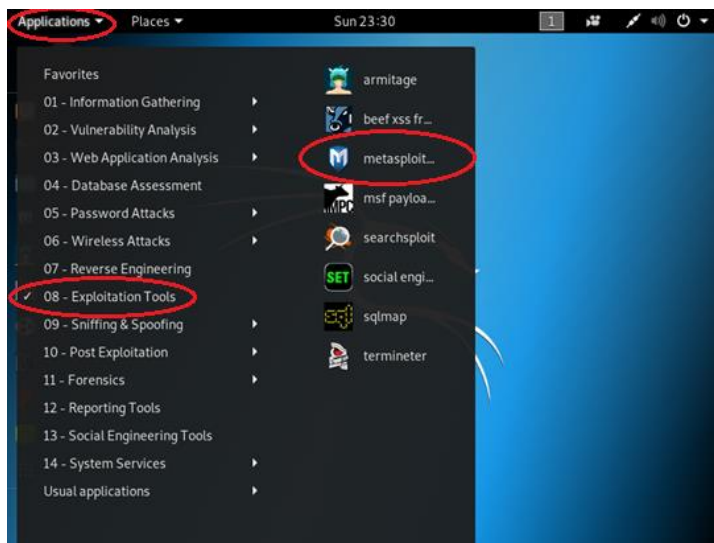 Applications Places Sun 23:30 1
Favorites
01 - Information Gathering
02 - Vulnerability Analysis
03 - Web Application Analysis
04 - Database Assessment
05 - Password Attacks
06 - Wireless Attacks
07 - Reverse Engineering
08 - Exploitation Tools
09 - Sniffing & Spoofing
10 - Post Exploitation
11 - Forensics
12 - Reporting Tools
13 - Social Engineering Tools
14 - System Services
Usual applications
armitage
beef xss fr...
M metasploit...
MPC msf payloa...
searchsploit
SET social engi...
sql sqlmap
termineter